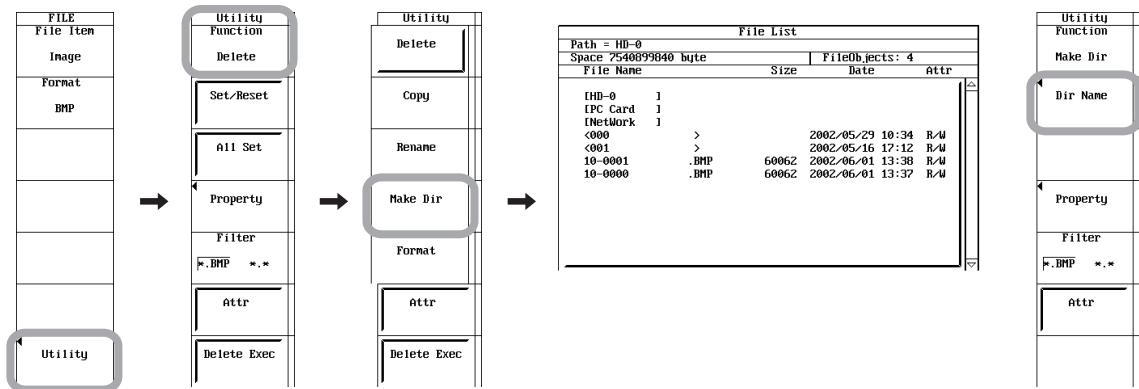 FILE
File Item
Image
Format
BMP
Utility
Utility
Function
Delete
Set/Reset
All Set
Property
Filter
*.BMP *.*
Attr
Delete Exec
Utility
Delete
Copy
Rename
Make Dir
Format
Attr
Delete Exec
File List
Path = HD-0
Space 7540899840 byte FileObjects: 4
File Name Size Date Attr
[HD-0 ]
[PC Card ]
[NetWork ]
<000 > 2002/05/29 10:34 R/W
<001 > 2002/05/16 17:12 R/W
10-0001 .BMP 60062 2002/06/01 13:38 R/W
10-0000 .BMP 60062 2002/06/01 13:37 R/W
Utility
Function
Make Dir
Dir Name
Property
Filter
*.BMP *.*
Attr